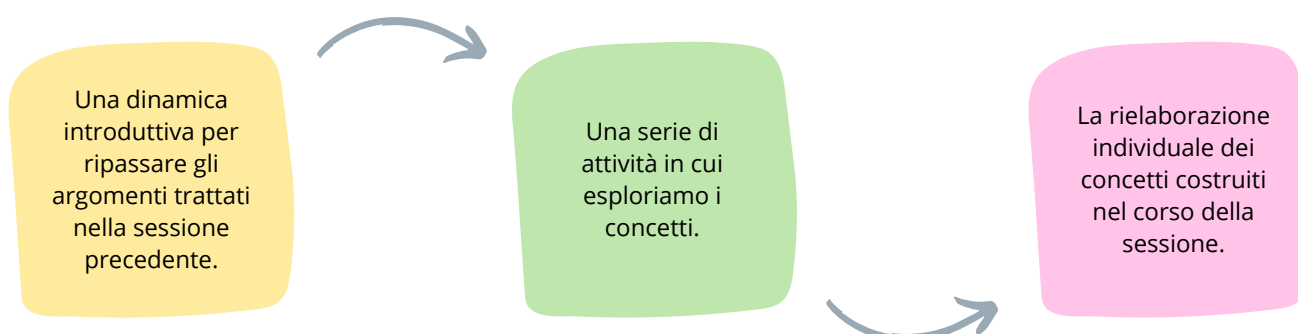 Una dinamica
introduttiva per
ripassare gli
argomenti trattati
nella sessione
precedente.
Una serie di
attività in cui
esploriamo i
concetti.
La rielaborazione
individuale dei
concetti costruiti
nel corso della
sessione.